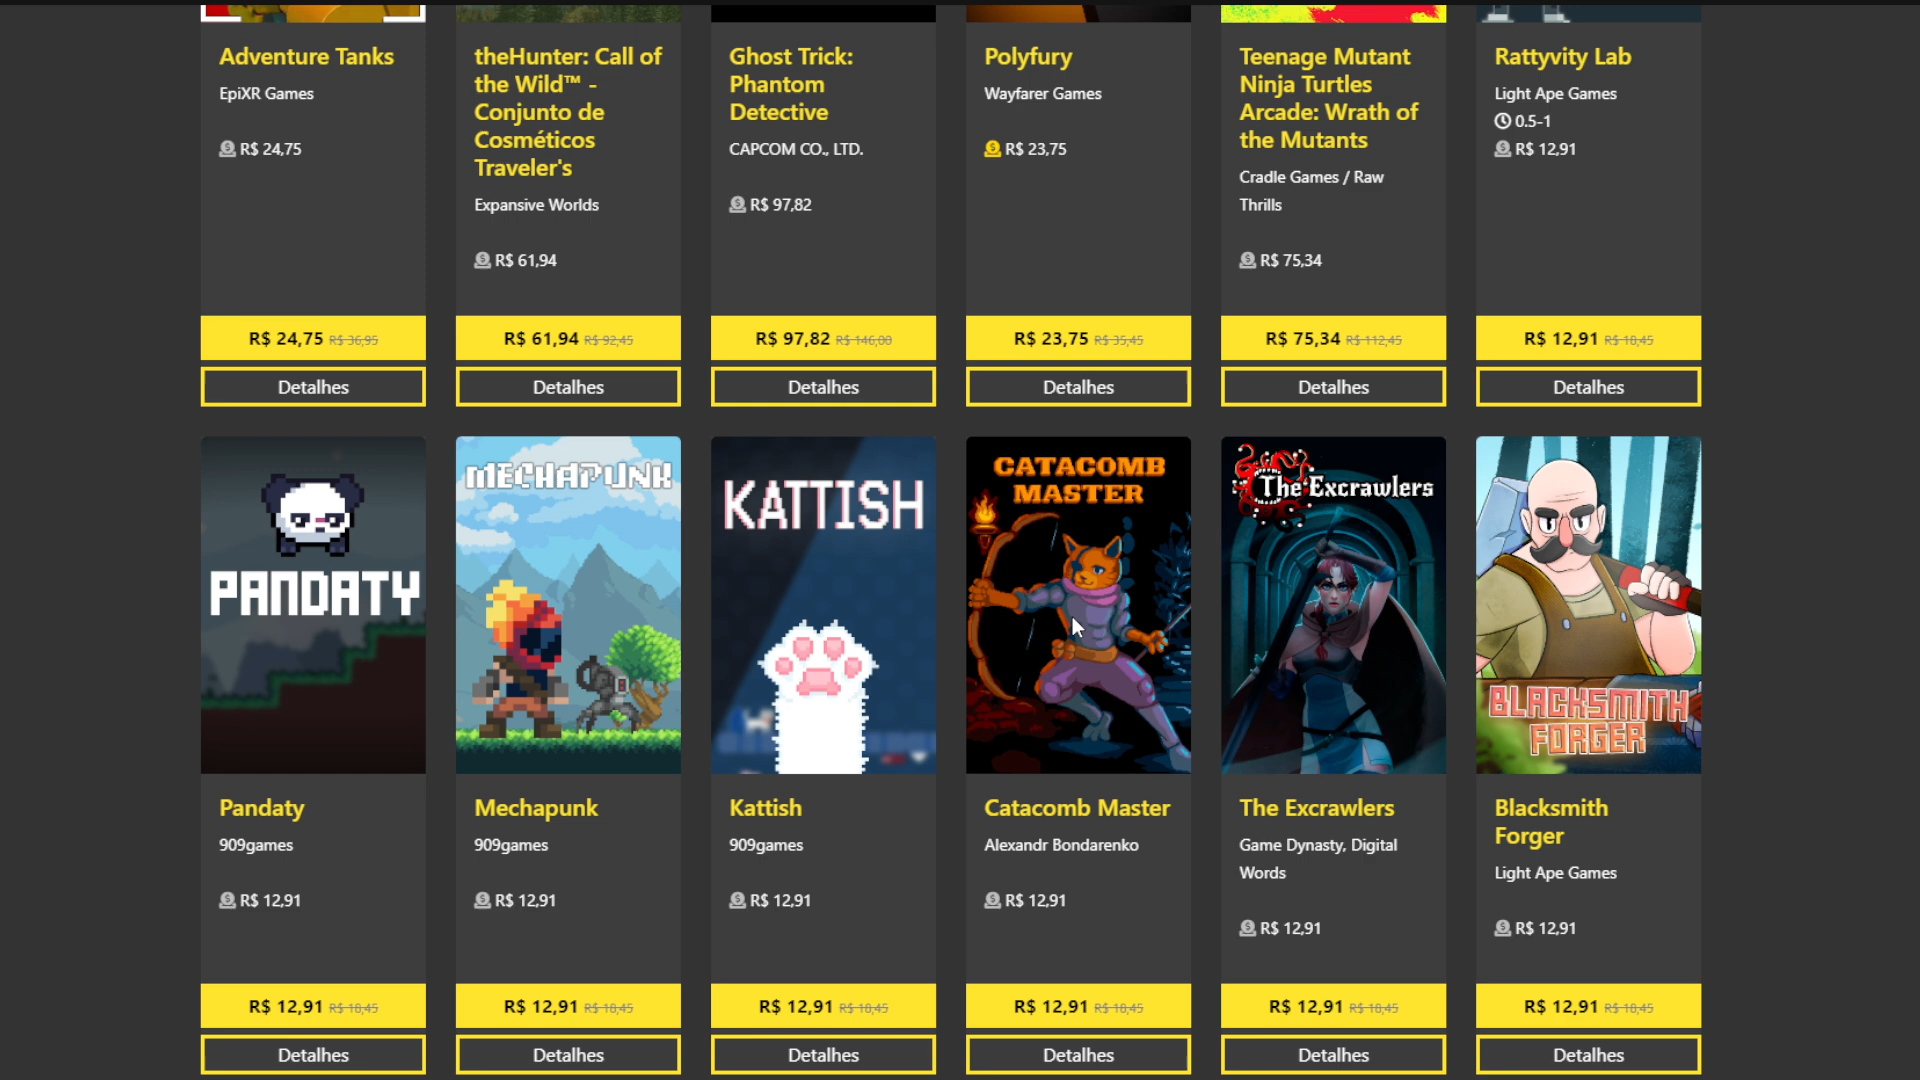 Adventure Tanks
EpiXR Games
R$ 24,75
R$ 24,75 R$ 36,95
Detalhes
theHunter: Call of
the Wild™ -
Conjunto de
Cosméticos
Traveler's
Expansive Worlds
R$ 61,94
R$ 61,94 R$ 92,45
Detalhes
Ghost Trick:
Phantom
Detective
CAPCOM CO., LTD.
R$ 97,82
R$ 97,82 R$ 146,00
Detalhes
Polyfury
Wayfarer Games
R$ 23,75
R$ 23,75 R$ 35,45
Detalhes
Teenage Mutant
Ninja Turtles
Arcade: Wrath of
the Mutants
Cradle Games / Raw
Thrills
R$ 75,34
R$ 75,34 R$ 112,45
Detalhes
Rattyvity Lab
Light Ape Games
0.5-1
R$ 12,91
R$ 12,91 R$ 18,45
Detalhes
PANDATY
Pandaty
909games
R$ 12,91
R$ 12,91 R$ 18,45
Detalhes
MECHAPUNK
Mechapunk
909games
R$ 12,91
R$ 12,91 R$ 18,45
Detalhes
KATTISH
Kattish
909games
R$ 12,91
R$ 12,91 R$ 18,45
Detalhes
CATACOMB
MASTER
Catacomb Master
Alexandr Bondarenko
R$ 12,91
R$ 12,91 R$ 18,45
Detalhes
The Excrawlers
The Excrawlers
Game Dynasty, Digital
Words
R$ 12,91
R$ 12,91 R$ 18,45
Detalhes
BLACKSMITH
FORGER
Blacksmith
Forger
Light Ape Games
R$ 12,91
R$ 12,91 R$ 18,45
Detalhes